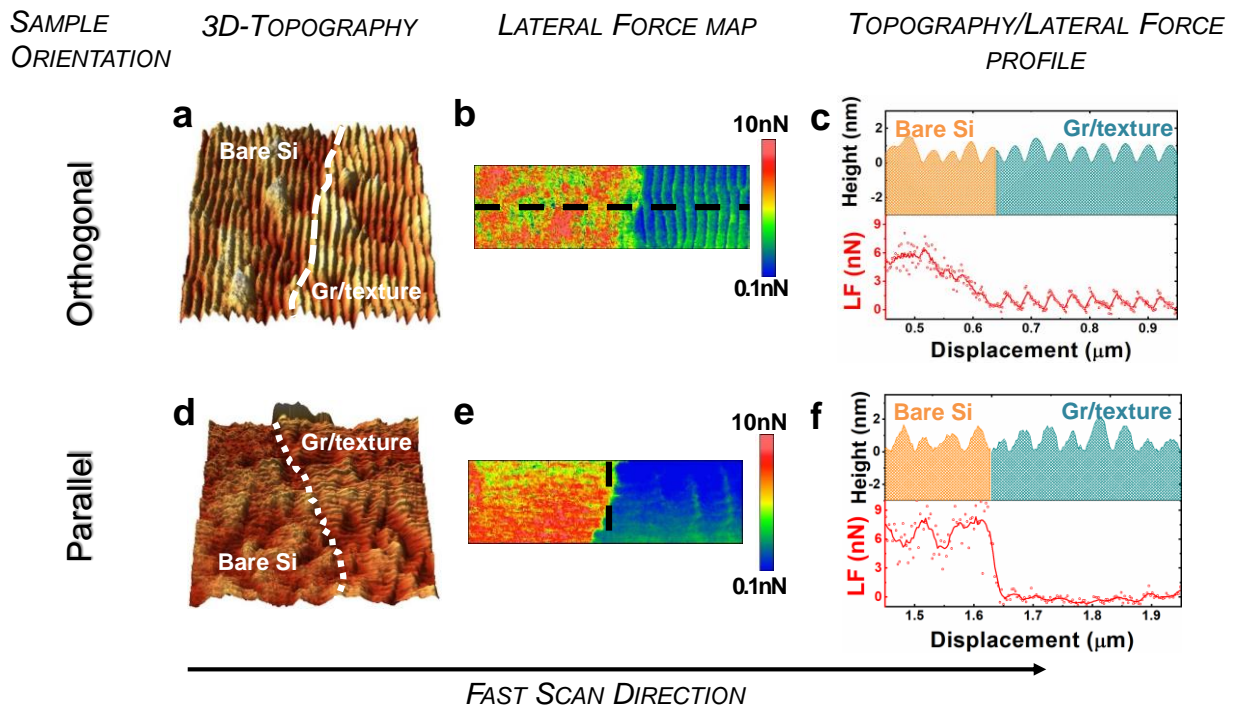 SAMPLE
ORIENTATION
3D-TOPOGRAPHY
LATERAL FORCE MAP
TOPOGRAPHY/LATERAL FORCE
PROFILE
Orthogonal
a
Bare Si
Gr/texture
b
10nN
0.1nN
c
Bare Si
Gr/texture
Height (nm)
2
0
-2
LF (nN)
9
6
3
0
0.5 0.6 0.7 0.8 0.9
Displacement (μm)
Parallel
d
Gr/texture
Bare Si
e
10nN
0.1nN
f
Bare Si
Gr/texture
Height (nm)
2
0
-2
LF (nN)
9
6
3
0
1.5 1.6 1.7 1.8 1.9
Displacement (μm)
FAST SCAN DIRECTION